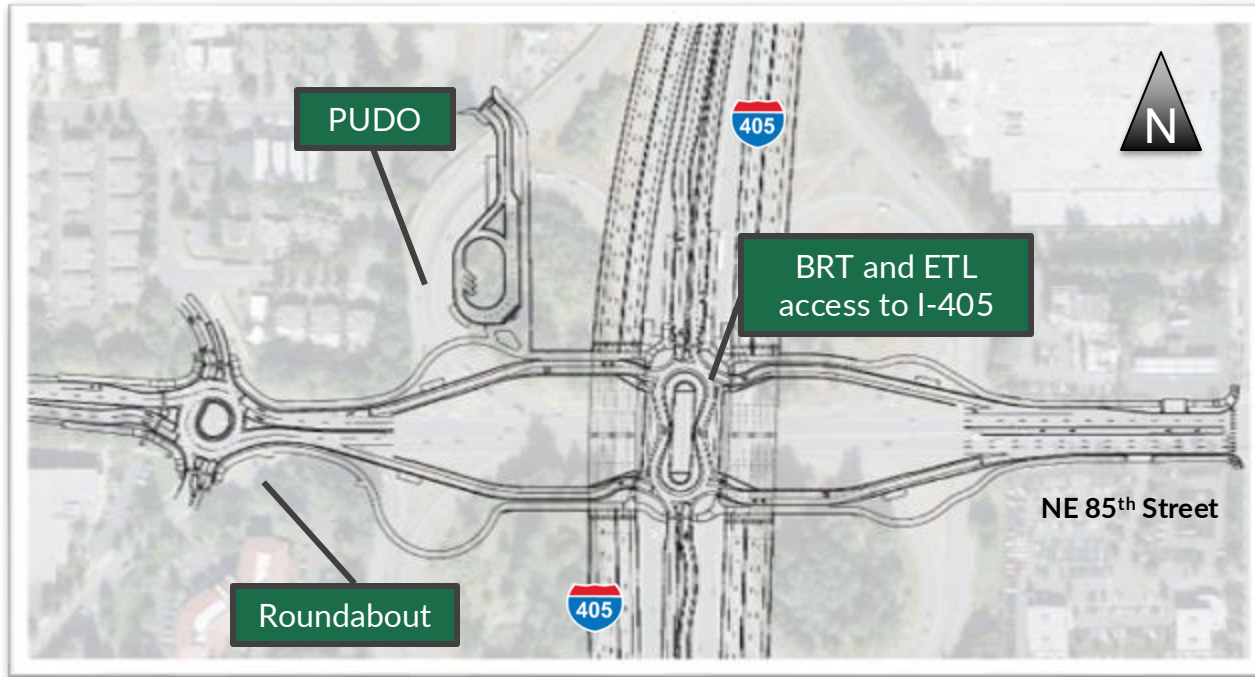 PUDO
405
N
BRT and ETL
access to I-405
NE 85th Street
405
Roundabout